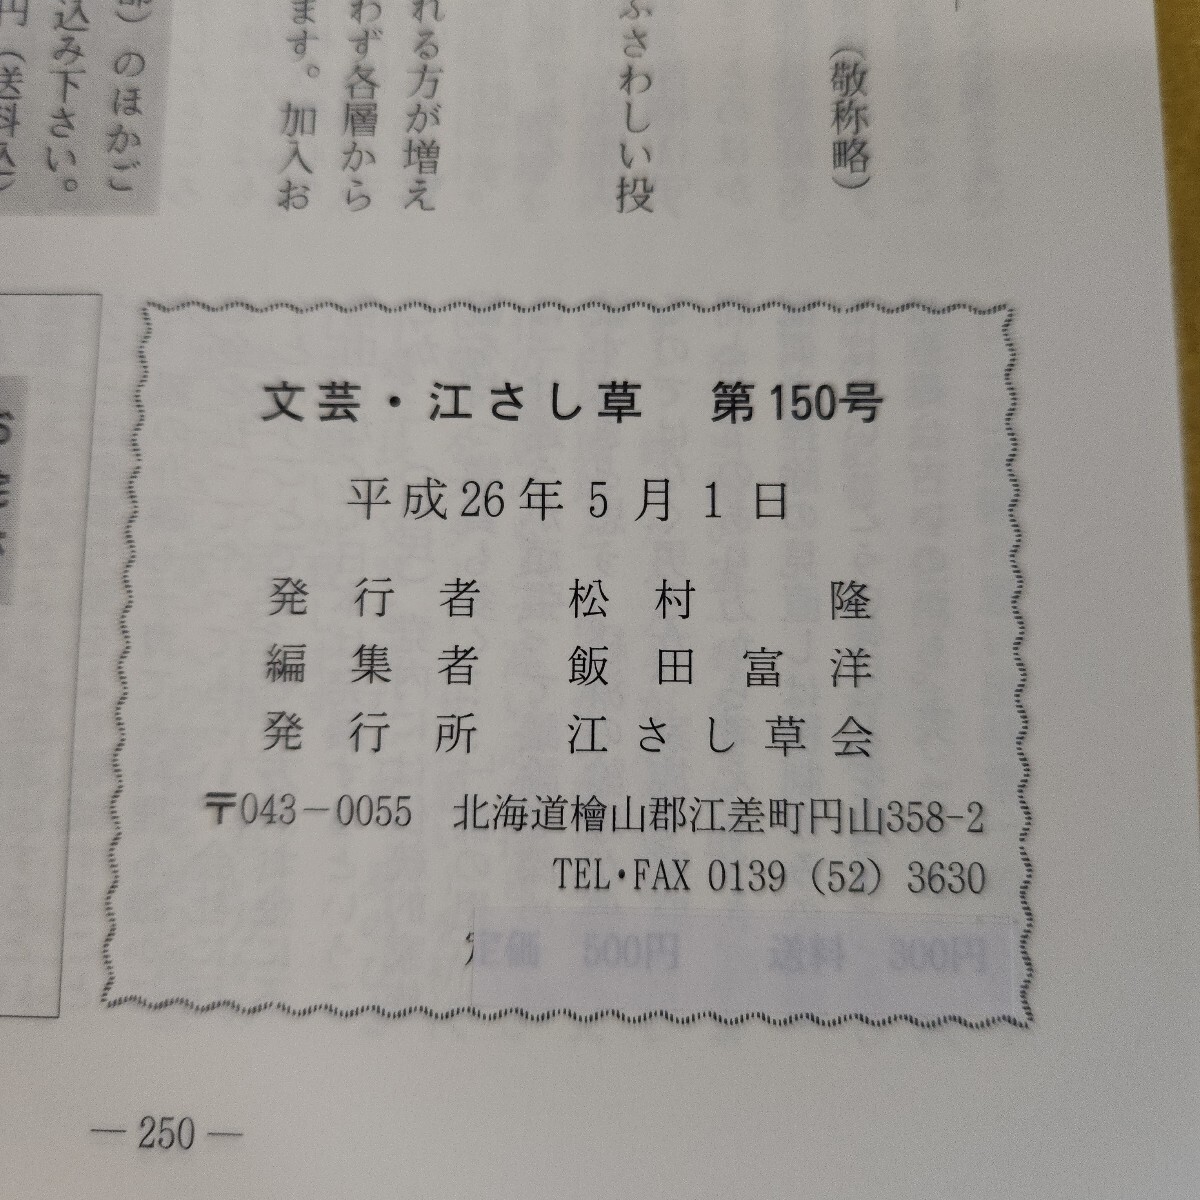 （敬称略）
ふさわしい投
れる方が増え
わず各層から
ます。加入お
のほかご
込み下さい。
円（送料込）
文芸・江さし草　第150号
平成26年5月1日
発行者　松村　隆
編集者　飯田富洋
発行所　江さし草会
〒043－0055　北海道檜山郡江差町円山358-2
TEL・FAX 0139（52）3630
定価　500円　送料　300円
― 250 ―